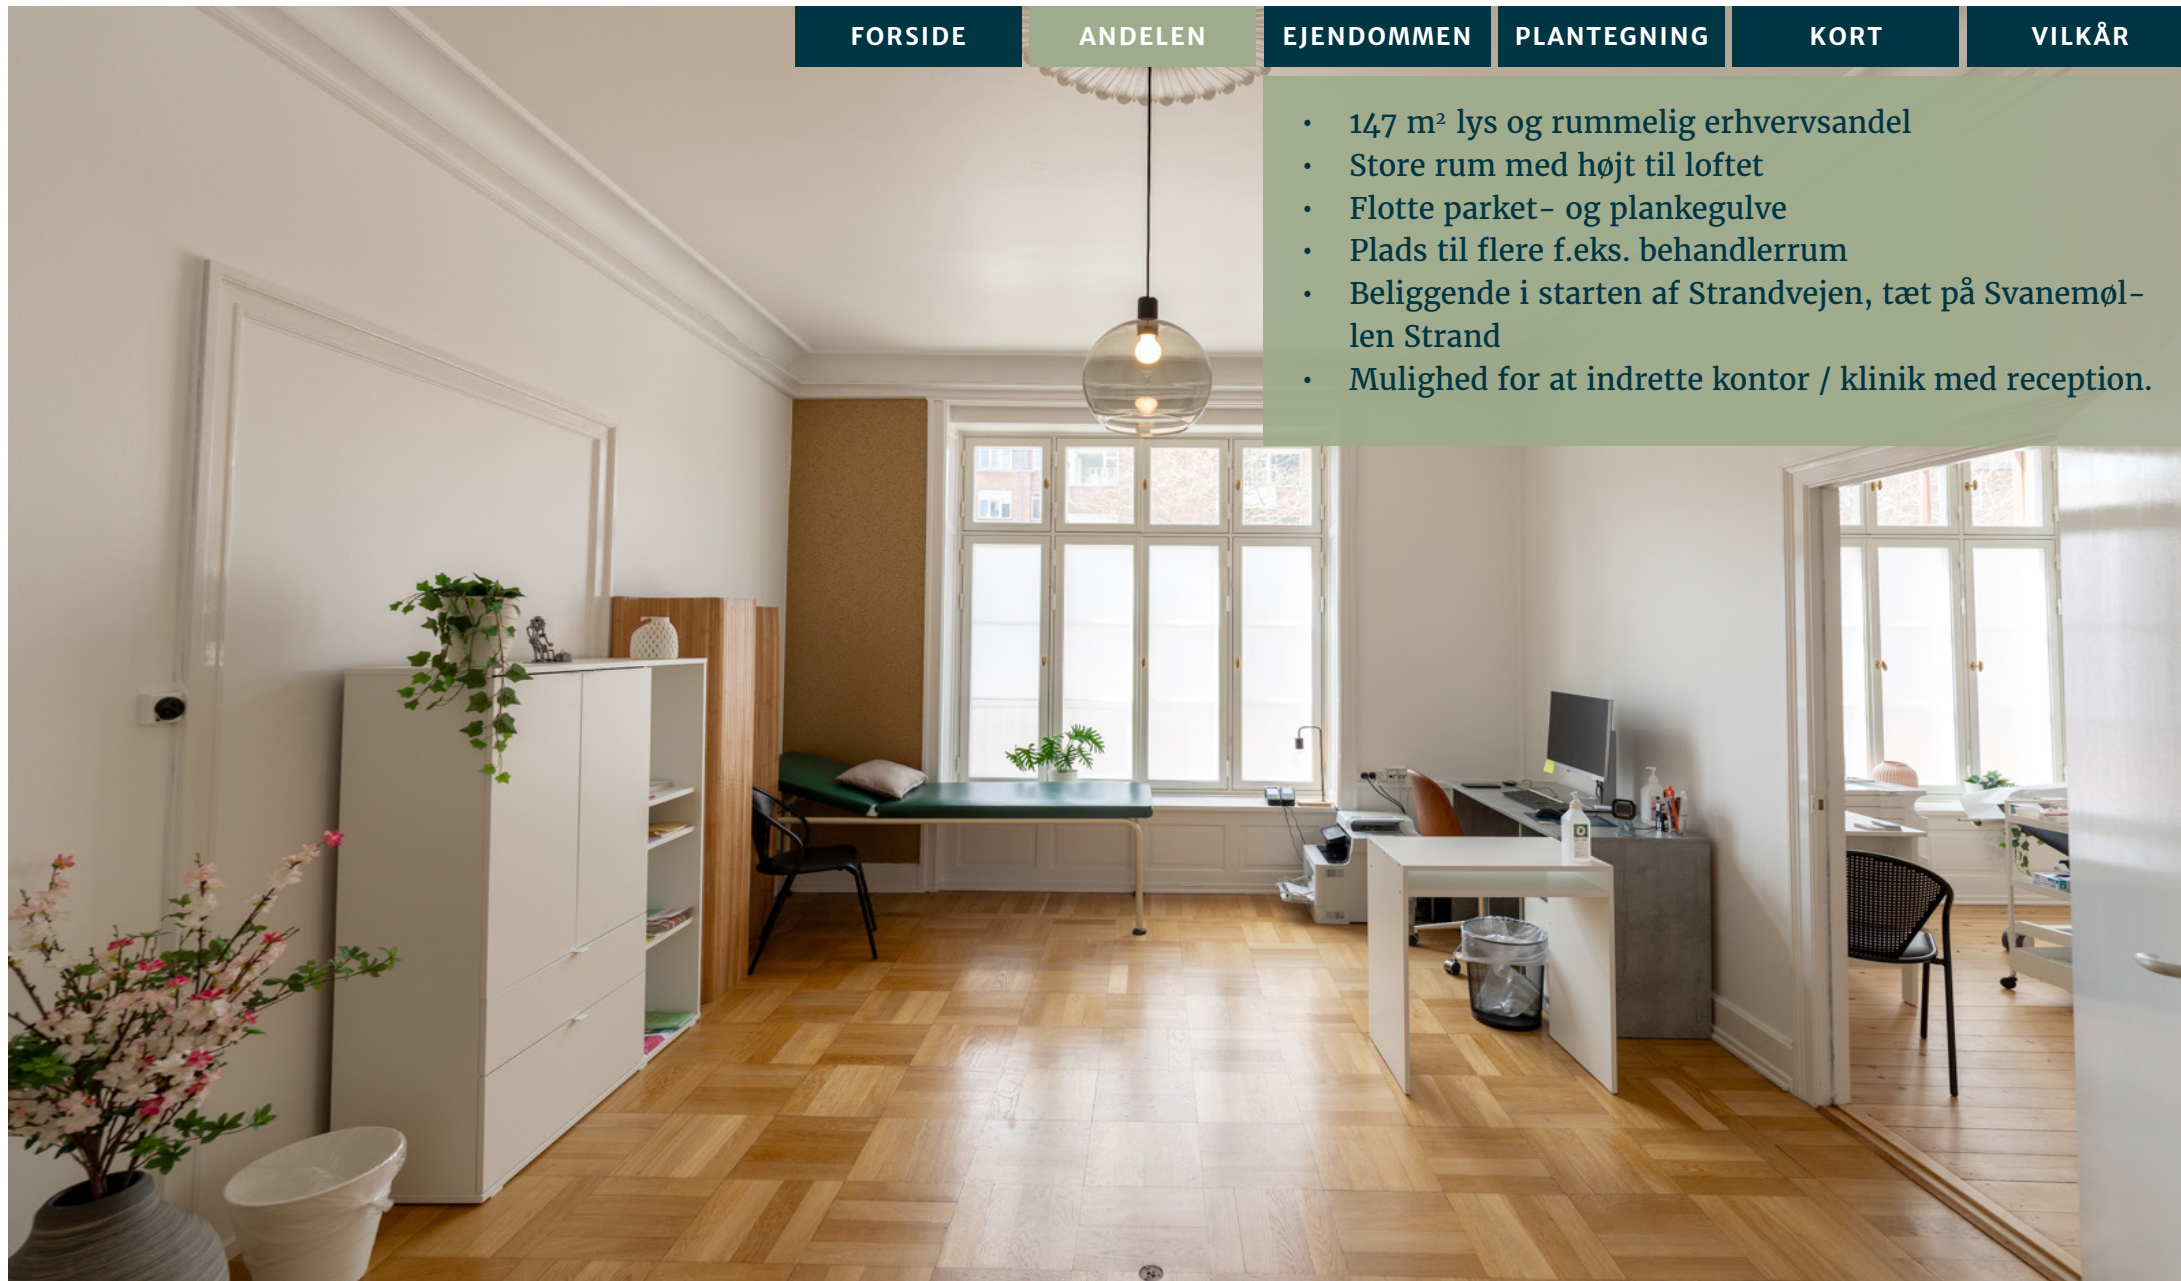 FORSIDE ANDELEN EJENDOMMEN PLANTEGNING KORT VILKÅR
• 147 m² lys og rummelig erhvervsandel
• Store rum med højt til loftet
• Flotte parket- og plankegulve
• Plads til flere f.eks. behandlerrum
• Beliggende i starten af Strandvejen, tæt på Svanemøl-
len Strand
• Mulighed for at indrette kontor / klinik med reception.